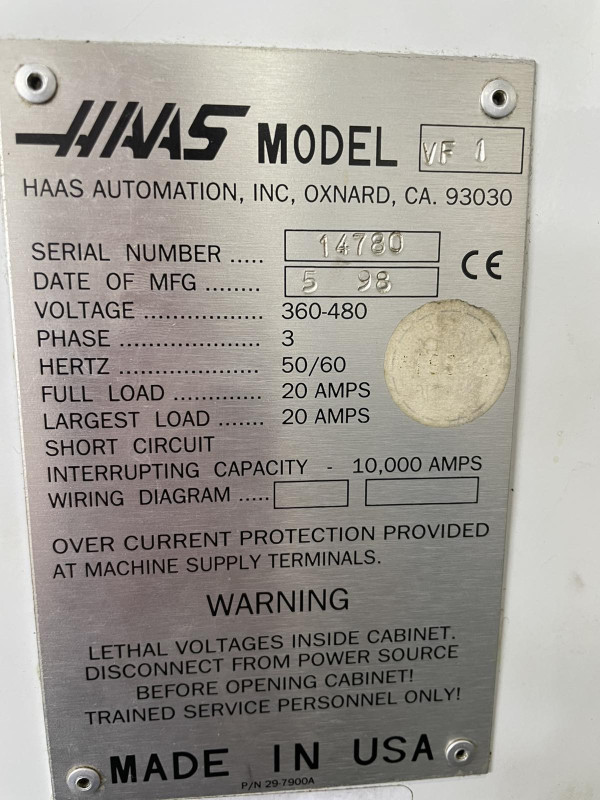 HAAS MODEL VF 1
HAAS AUTOMATION, INC, OXNARD, CA. 93030
SERIAL NUMBER ..... 14780
DATE OF MFG ........ 5 98
CE
VOLTAGE ................. 360-480
PHASE .................... 3
HERTZ .................... 50/60
FULL LOAD ............. 20 AMPS
LARGEST LOAD ....... 20 AMPS
SHORT CIRCUIT
INTERRUPTING CAPACITY - 10,000 AMPS
WIRING DIAGRAM .....
OVER CURRENT PROTECTION PROVIDED
AT MACHINE SUPPLY TERMINALS.
WARNING
LETHAL VOLTAGES INSIDE CABINET.
DISCONNECT FROM POWER SOURCE
BEFORE OPENING CABINET!
TRAINED SERVICE PERSONNEL ONLY!
MADE IN USA
P/N 29-7900A